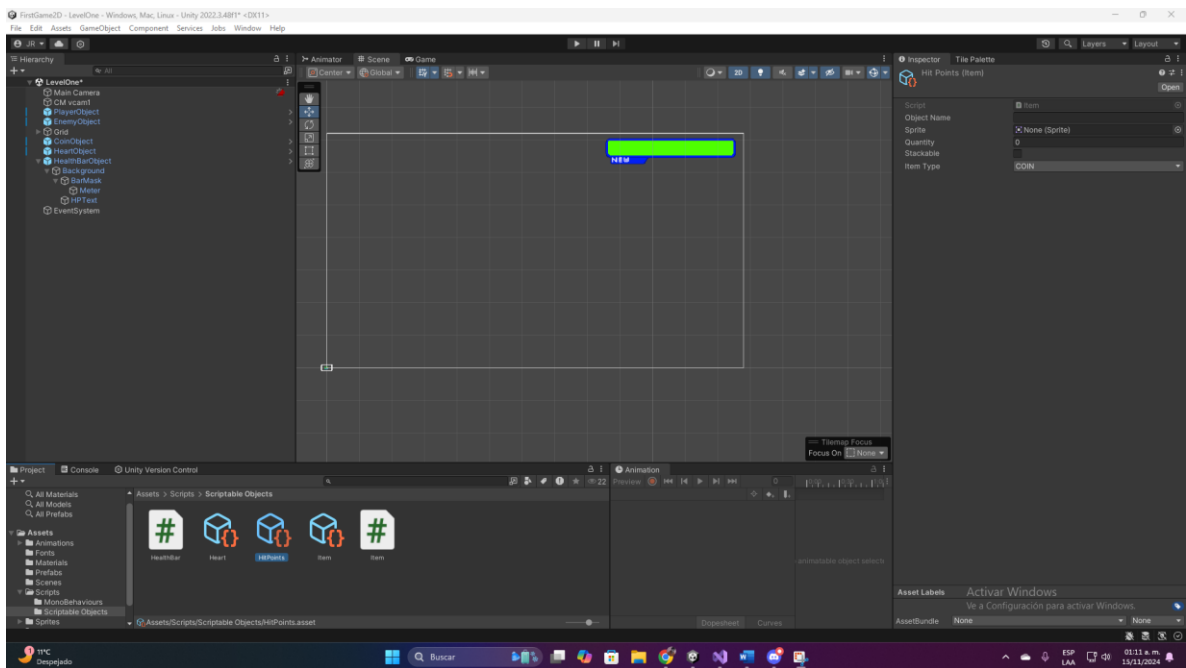 FirstGame2D - LevelOne - Windows, Mac, Linux - Unity 2022.3.48f1* <DX11>
File Edit Assets GameObject Component Services Jobs Window Help
JR
Layers Layout
Hierarchy
All
LevelOne*
Main Camera
CM vcam1
PlayerObject
EnemyObject
Grid
CoinObject
HeartObject
HealthBarObject
Background
BarMask
Meter
HPText
EventSystem
Animator Scene Game
Center Global 2D
NEW
Tilemap Focus
Focus On None
Inspector Tile Palette
Hit Points (Item)
Open
Script Item
Object Name
Sprite None (Sprite)
Quantity 0
Stackable
Item Type COIN
Project Console Unity Version Control
22
All Materials
All Models
All Prefabs
Assets
Animations
Fonts
Materials
Prefabs
Scenes
Scripts
MonoBehaviours
Scriptable Objects
Sprites
Assets > Scripts > Scriptable Objects
HealthBar Heart HitPoints Item Item
Assets/Scripts/Scriptable Objects/HitPoints.asset
Animation
Preview 0
animatable object select
Dopesheet Curves
Asset Labels
Activar Windows
Ve a Configuración para activar Windows.
AssetBundle None None
11°C
Despejado
Buscar
ESP
LAA
01:11 a. m.
15/11/2024